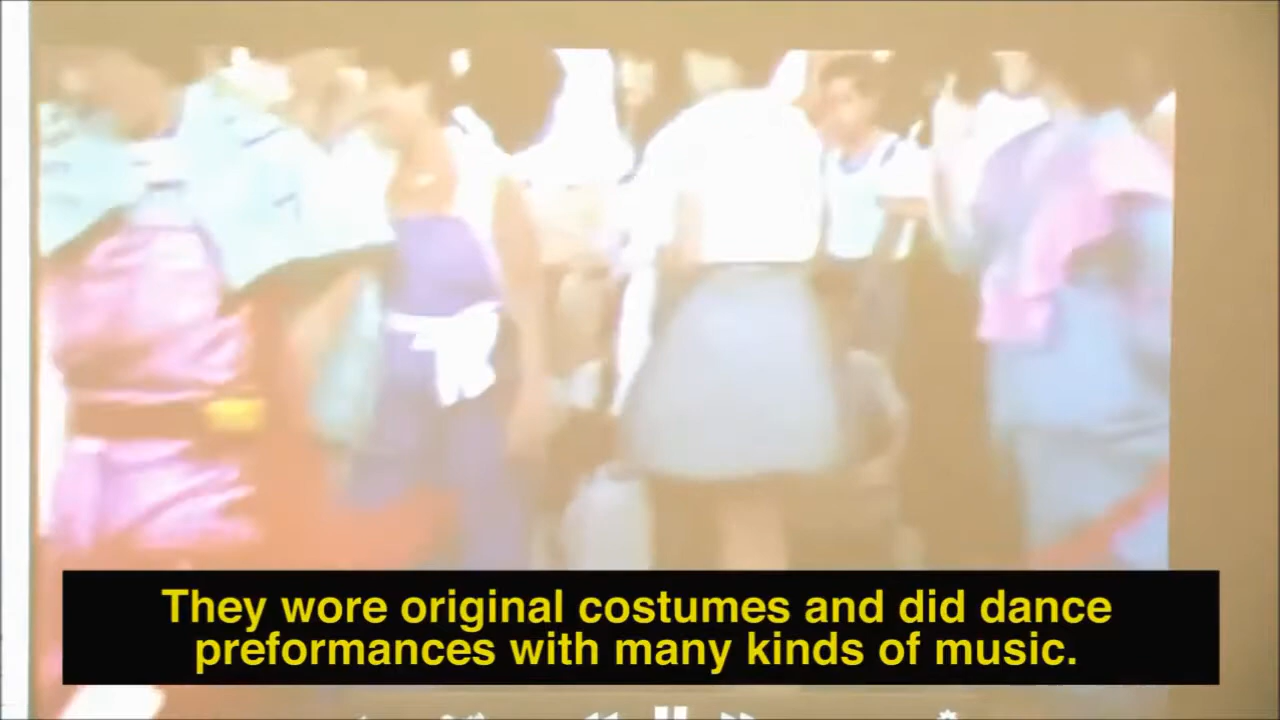 They wore original costumes and did dance
preformances with many kinds of music.